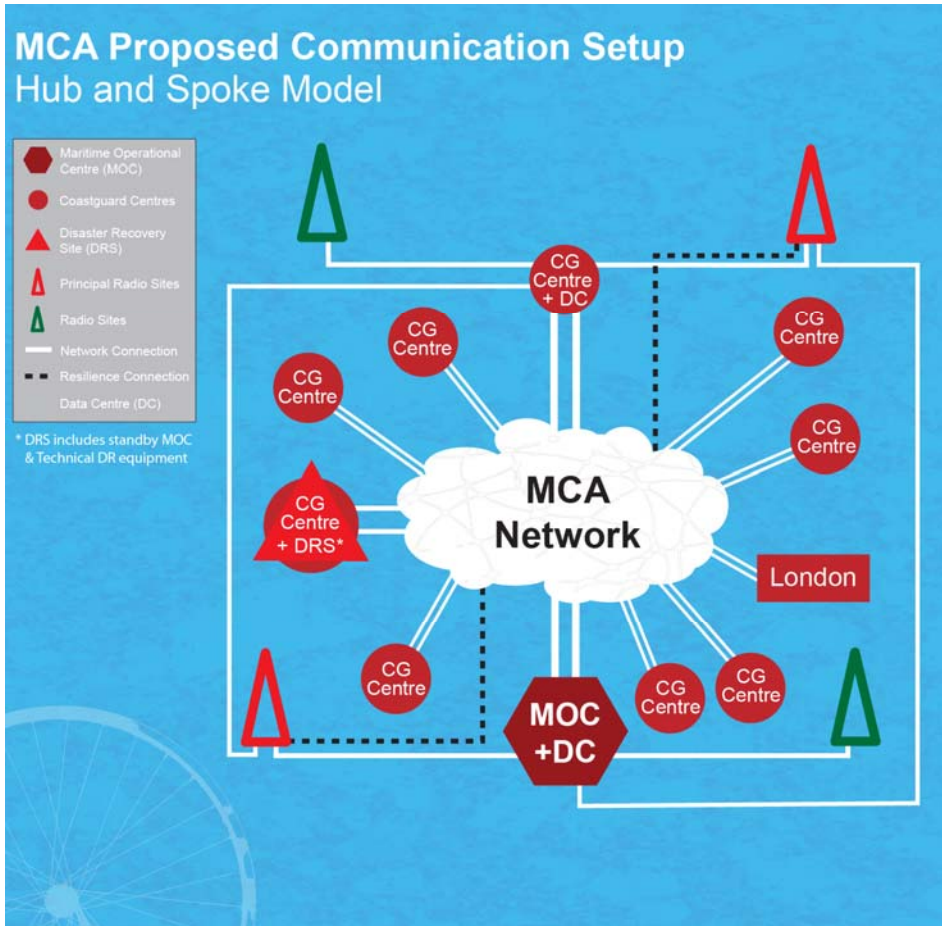 MCA Proposed Communication Setup
Hub and Spoke Model
Maritime Operational
Centre (MOC)
Coastguard Centres
Disaster Recovery
Site (DRS)
Principal Radio Sites
Radio Sites
Network Connection
Resilience Connection
Data Centre (DC)
* DRS includes standby MOC
& Technical DR equipment
CG
Centre
+ DC
CG
Centre
CG
Centre
CG
Centre
CG
Centre
CG
Centre
+ DRS*
MCA
Network
London
CG
Centre
MOC
+DC
CG
Centre
CG
Centre